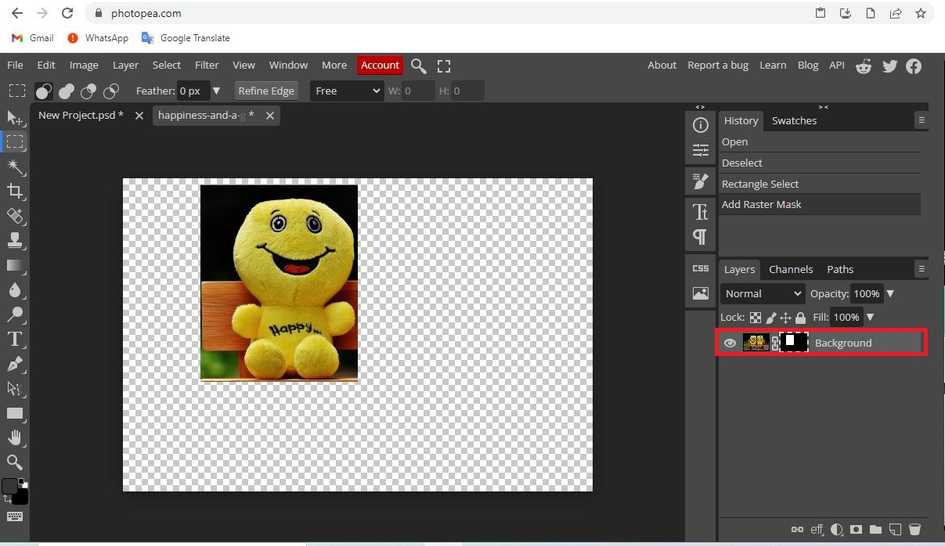 photopea.com
Gmail WhatsApp Google Translate
File Edit Image Layer Select Filter View Window More Account About Report a bug Learn Blog API
Feather: 0 px Refine Edge Free W: 0 H: 0
New Project.psd * happiness-and-a- *
History Swatches
Open
Deselect
Rectangle Select
Add Raster Mask
Happy...
CSS
Layers Channels Paths
Normal Opacity: 100%
Lock: Fill: 100%
Background
eff